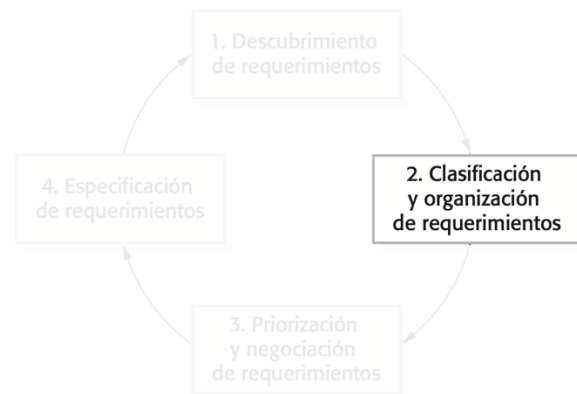 1. Descubrimiento
de requerimientos
2. Clasificación
y organización
de requerimientos
4. Especificación
de requerimientos
3. Priorización
y negociación
de requerimientos